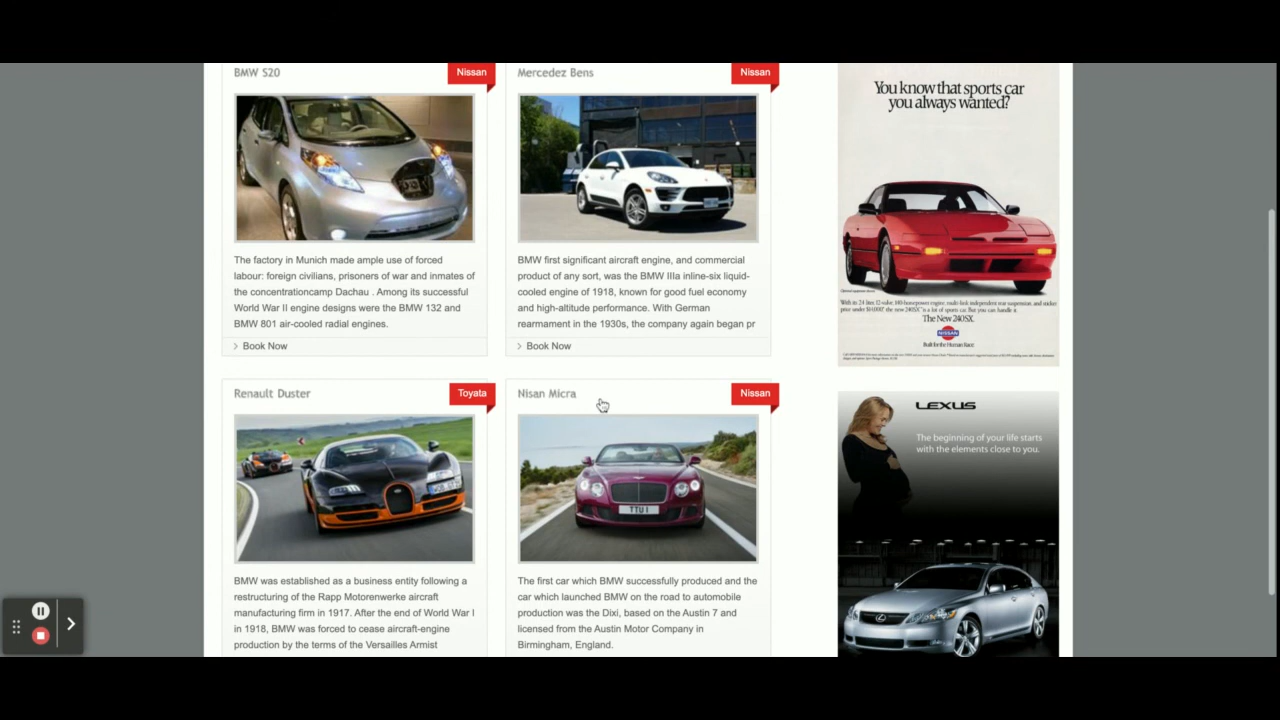 BMW S20
Nissan
The factory in Munich made ample use of forced
labour: foreign civilians, prisoners of war and inmates of
the concentrationcamp Dachau . Among its successful
World War II engine designs were the BMW 132 and
BMW 801 air-cooled radial engines.
Book Now
Mercedez Bens
Nissan
BMW first significant aircraft engine, and commercial
product of any sort, was the BMW IIIa inline-six liquid-
cooled engine of 1918, known for good fuel economy
and high-altitude performance. With German
rearmament in the 1930s, the company again began pr
Book Now
Renault Duster
Toyata
BMW was established as a business entity following a
restructuring of the Rapp Motorenwerke aircraft
manufacturing firm in 1917. After the end of World War I
in 1918, BMW was forced to cease aircraft-engine
production by the terms of the Versailles Armist
Nisan Micra
Nissan
TTU 1
The first car which BMW successfully produced and the
car which launched BMW on the road to automobile
production was the Dixi, based on the Austin 7 and
licensed from the Austin Motor Company in
Birmingham, England.
You know that sports car
you always wanted?
The New 240SX.
NISSAN
Built for the Human Race.
LEXUS
The beginning of your life starts
with the elements close to you.